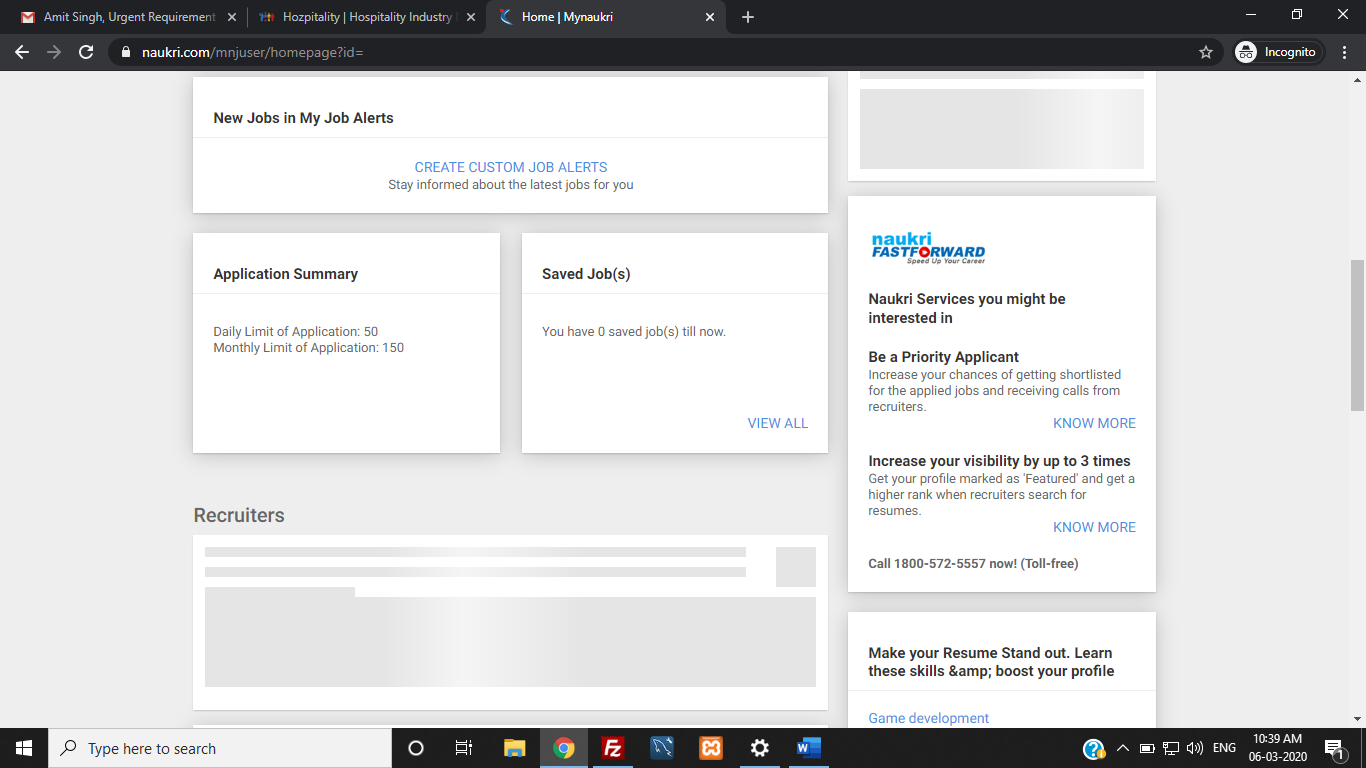 Amit Singh, Urgent Requirement
Hozpitality | Hospitality Industry
Home | Mynaukri
naukri.com/mnjuser/homepage?id=
Incognito
New Jobs in My Job Alerts
CREATE CUSTOM JOB ALERTS
Stay informed about the latest jobs for you
Application Summary
Daily Limit of Application: 50
Monthly Limit of Application: 150
Saved Job(s)
You have 0 saved job(s) till now.
VIEW ALL
Recruiters
naukri
FASTFORWARD
Speed Up Your Career
Naukri Services you might be
interested in
Be a Priority Applicant
Increase your chances of getting shortlisted
for the applied jobs and receiving calls from
recruiters.
KNOW MORE
Increase your visibility by up to 3 times
Get your profile marked as 'Featured' and get a
higher rank when recruiters search for
resumes.
KNOW MORE
Call 1800-572-5557 now! (Toll-free)
Make your Resume Stand out. Learn
these skills &amp; boost your profile
Game development
Type here to search
ENG
10:39 AM
06-03-2020
1